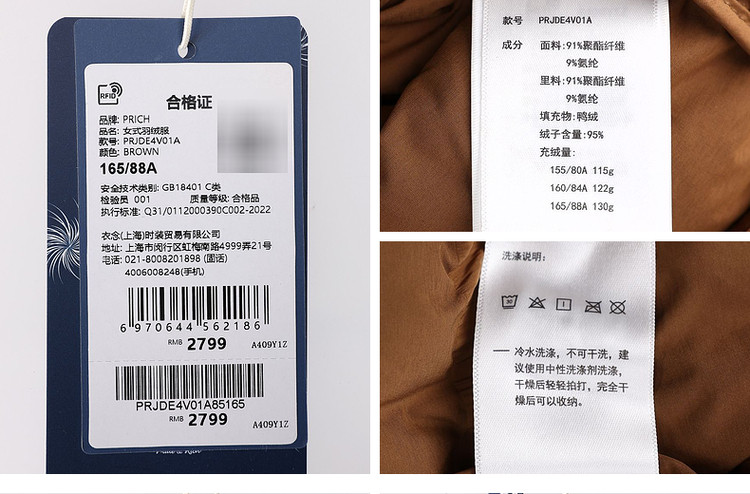 RFID
合格证
品牌: PRICH
品名: 女式羽绒服
款号: PRJDE4V01A
颜色: BROWN
165/88A
安全技术类别: GB18401 C类
检验员 001 质量等级: 合格品
执行标准: Q31/0112000390C002-2022
衣念(上海)时装贸易有限公司
地址: 上海市闵行区虹梅南路4999弄21号
电话: 021-8008201898 (固话)
4006008248(手机)
6 970644 562186
RMB 2799 A409Y1Z
PRJDE4V01A85165
RMB 2799
A409Y1Z
款号 PRJDE4V01A
成分 面料:91%聚酯纤维
9%氨纶
里料:91%聚酯纤维
9%氨纶
填充物:鸭绒
绒子含量:95%
充绒量:
155/80A 115g
160/84A 122g
165/88A 130g
洗涤说明:
30
一 冷水洗涤，不可干洗，建
议使用中性洗涤剂洗涤，
干燥后轻轻拍打，完全干
燥后可以收纳。